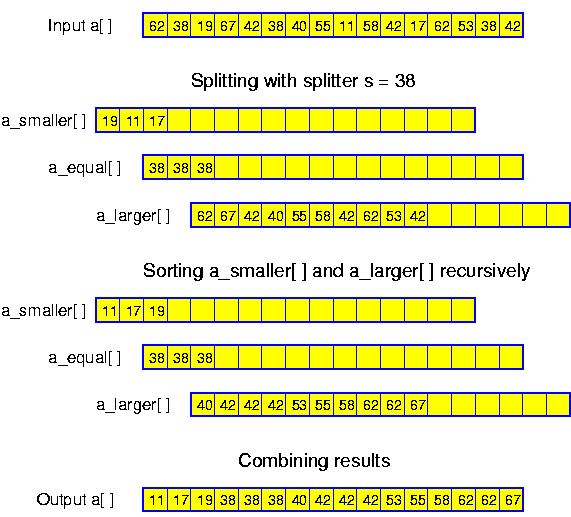 Input a[ ] 62 38 19 67 42 38 40 55 11 58 42 17 62 53 38 42
Splitting with splitter s = 38
a_smaller[ ] 19 11 17
a_equal[ ] 38 38 38
a_larger[ ] 62 67 42 40 55 58 42 62 53 42
Sorting a_smaller[ ] and a_larger[ ] recursively
a_smaller[ ] 11 17 19
a_equal[ ] 38 38 38
a_larger[ ] 40 42 42 42 53 55 58 62 62 67
Combining results
Output a[ ] 11 17 19 38 38 38 40 42 42 42 53 55 58 62 62 67